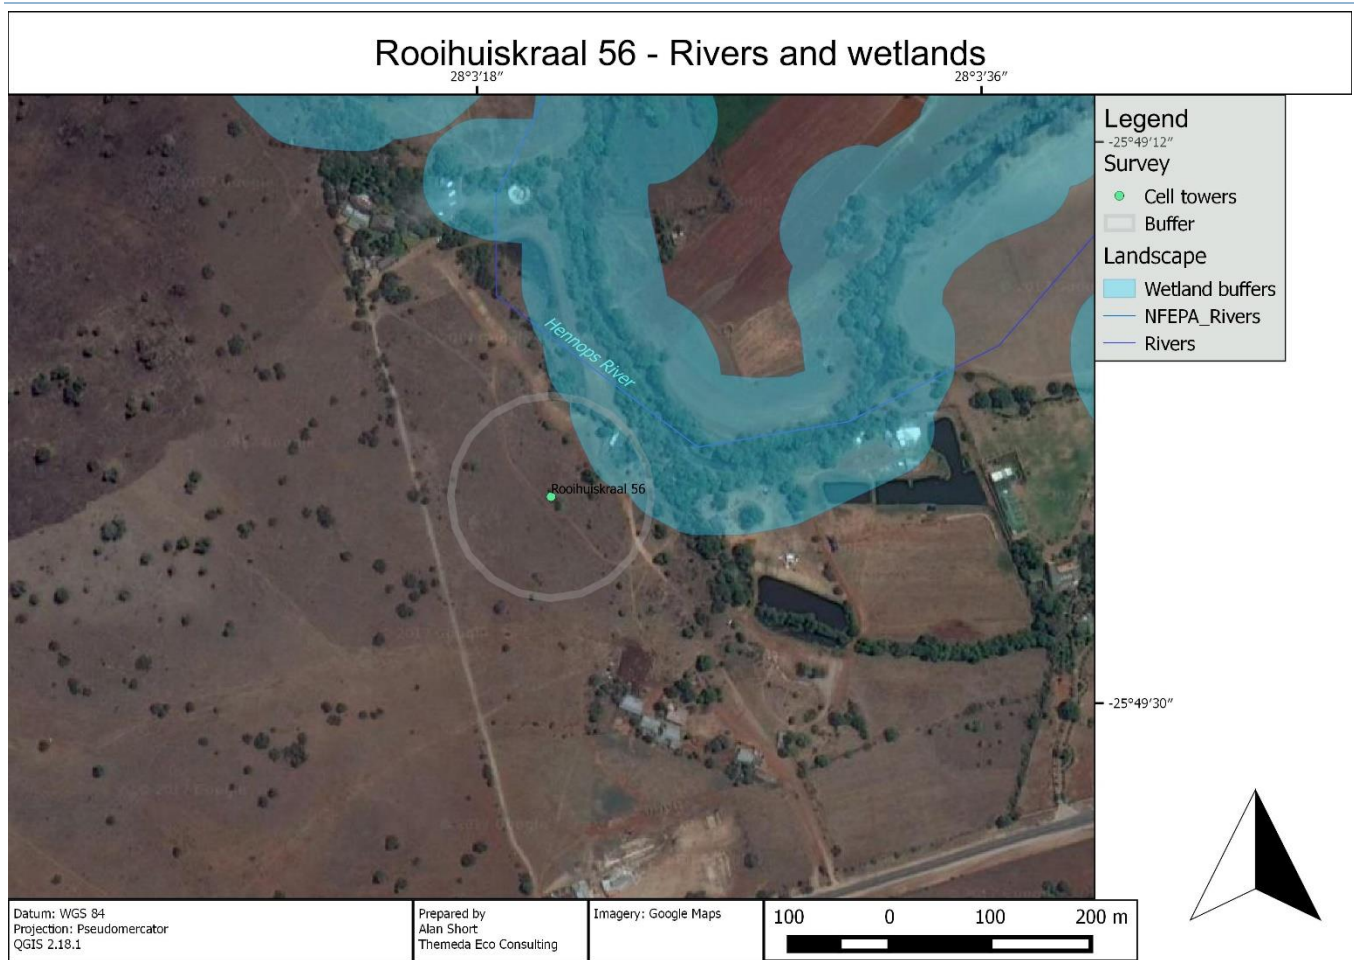 Rooihuiskraal 56 - Rivers and wetlands
28°3′18″
28°3′36″
Legend
-25°49′12″
Survey
Cell towers
Buffer
Landscape
Wetland buffers
NFEPA_Rivers
Rivers
Hennops River
Rooihuiskraal 56
-25°49′30″
Datum: WGS 84
Projection: Pseudomercator
QGIS 2.18.1
Prepared by
Alan Short
Themeda Eco Consulting
Imagery: Google Maps
100 0 100 200 m